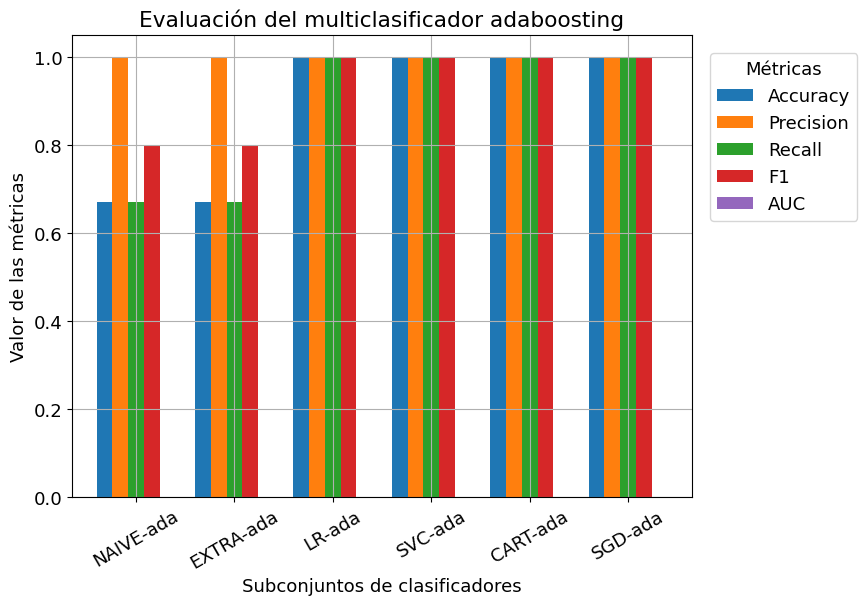 Evaluación del multiclasificador adaboosting
Métricas
Accuracy
Precision
Recall
F1
AUC
Valor de las métricas
1.0
0.8
0.6
0.4
0.2
0.0
NAIVE-ada
EXTRA-ada
LR-ada
SVC-ada
CART-ada
SGD-ada
Subconjuntos de clasificadores